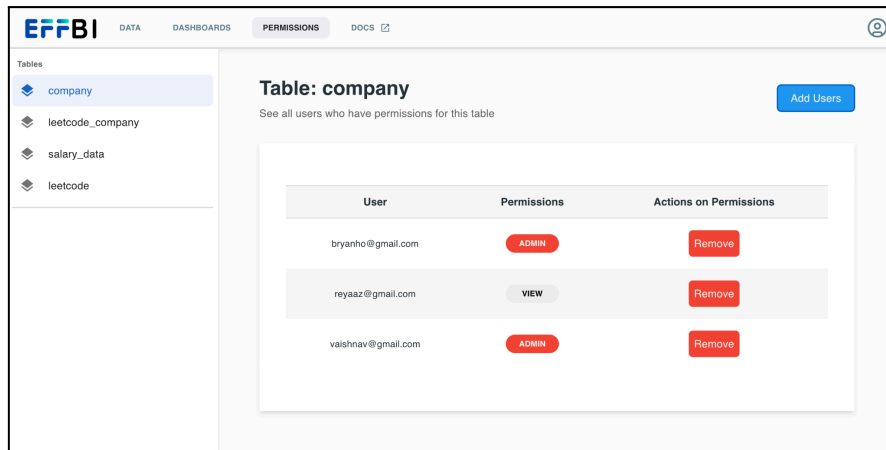 EFFBI DATA DASHBOARDS PERMISSIONS DOCS
Tables
company
leetcode_company
salary_data
leetcode
Table: company
See all users who have permissions for this table
Add Users
User Permissions Actions on Permissions
bryanho@gmail.com ADMIN Remove
reyaaz@gmail.com VIEW Remove
vaishnav@gmail.com ADMIN Remove